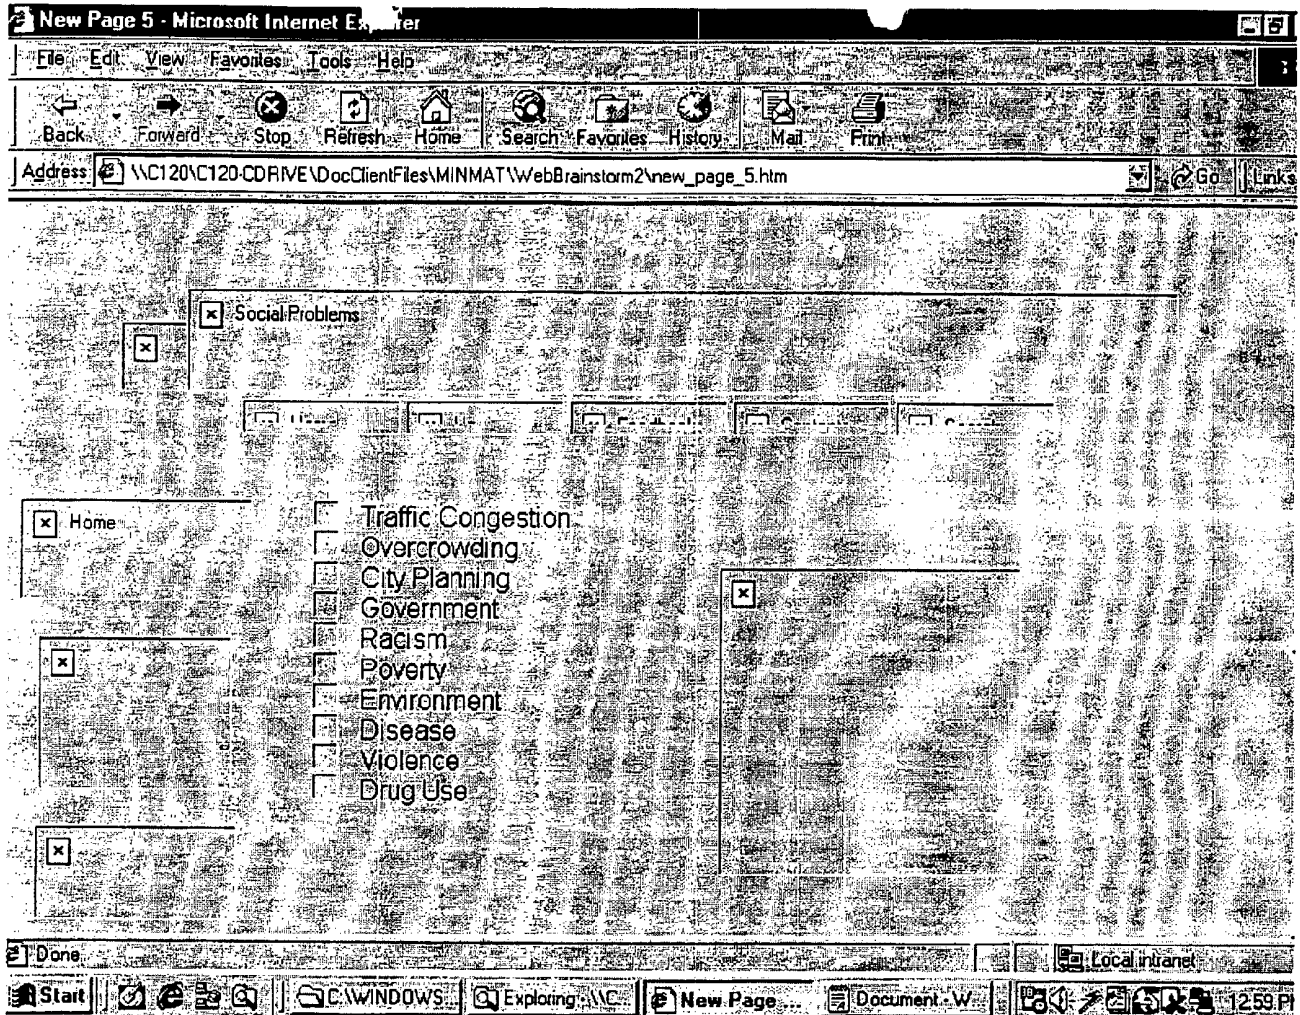 New Page 5 - Microsoft Internet
File Edit View Favorites Tools Help
Back Forward Stop Refresh Home Search Favorites History Mail Print
Address \\C120\C120-CDRIVE\DocClientFiles\MINMAT\WebBrainstorm2\new_page_5.htm Go Links
Social Problems
Home
Traffic Congestion
Overcrowding
City Planning
Government
Racism
Poverty
Environment
Disease
Violence
Drug Use
Done Local intranet
Start C:\WINDOWS Exploring - \\C... New Page ... Document - W 12:59 P